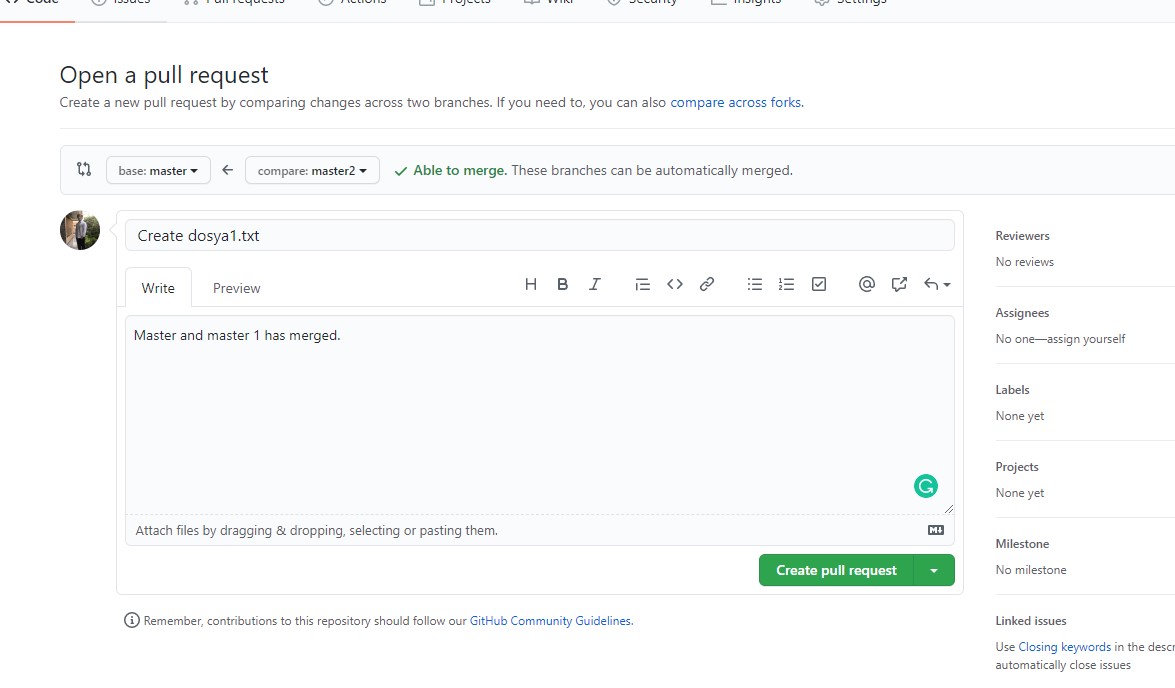 Code Issues Pull requests Actions Projects Wiki Security Insights Settings
Open a pull request
Create a new pull request by comparing changes across two branches. If you need to, you can also compare across forks.
base: master compare: master2 Able to merge. These branches can be automatically merged.
Create dosya1.txt
Write Preview
Master and master 1 has merged.
Attach files by dragging & dropping, selecting or pasting them.
Create pull request
Remember, contributions to this repository should follow our GitHub Community Guidelines.
Reviewers
No reviews
Assignees
No one—assign yourself
Labels
None yet
Projects
None yet
Milestone
No milestone
Linked issues
Use Closing keywords in the descr
automatically close issues